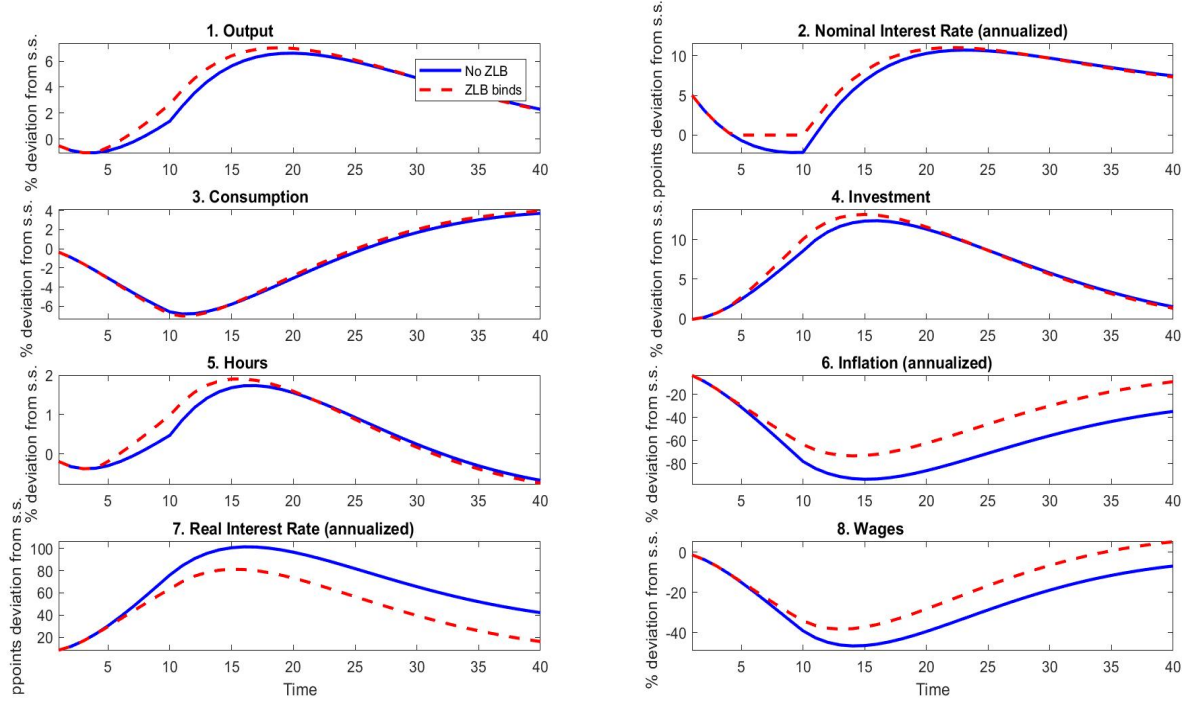 1. Output
% deviation from s.s.
6
4
2
0
5 10 15 20 25 30 35 40
No ZLB
ZLB binds
2. Nominal Interest Rate (annualized)
ppoints deviation from s.s.
10
5
0
5 10 15 20 25 30 35 40
3. Consumption
% deviation from s.s.
4
2
0
-2
-4
-6
5 10 15 20 25 30 35 40
4. Investment
% deviation from s.s.
10
5
0
5 10 15 20 25 30 35 40
5. Hours
% deviation from s.s.
2
1
0
5 10 15 20 25 30 35 40
6. Inflation (annualized)
% deviation from s.s.
-20
-40
-60
-80
5 10 15 20 25 30 35 40
7. Real Interest Rate (annualized)
ppoints deviation from s.s.
100
80
60
40
20
5 10 15 20 25 30 35 40
Time
8. Wages
% deviation from s.s.
0
-20
-40
5 10 15 20 25 30 35 40
Time